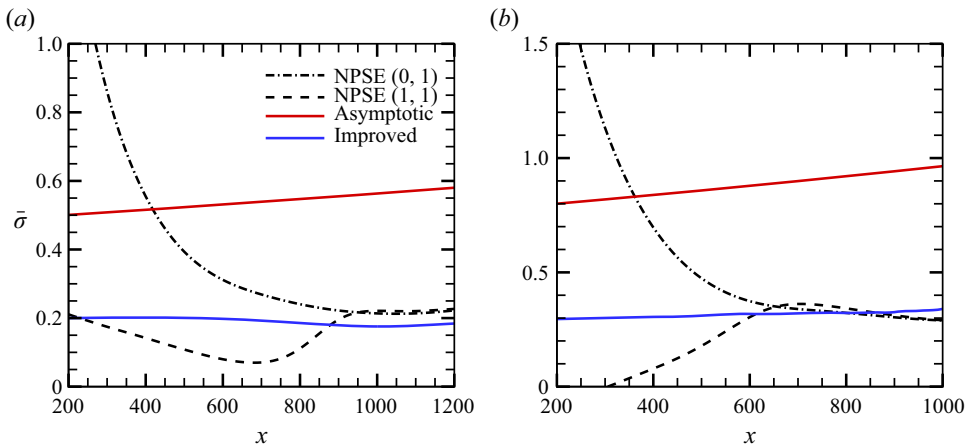 (a)
1.0
0.8
0.6
σ̄
0.4
0.2
0
200 400 600 800 1000 1200
x
NPSE (0, 1)
NPSE (1, 1)
Asymptotic
Improved
(b)
1.5
1.0
0.5
0
200 400 600 800 1000
x